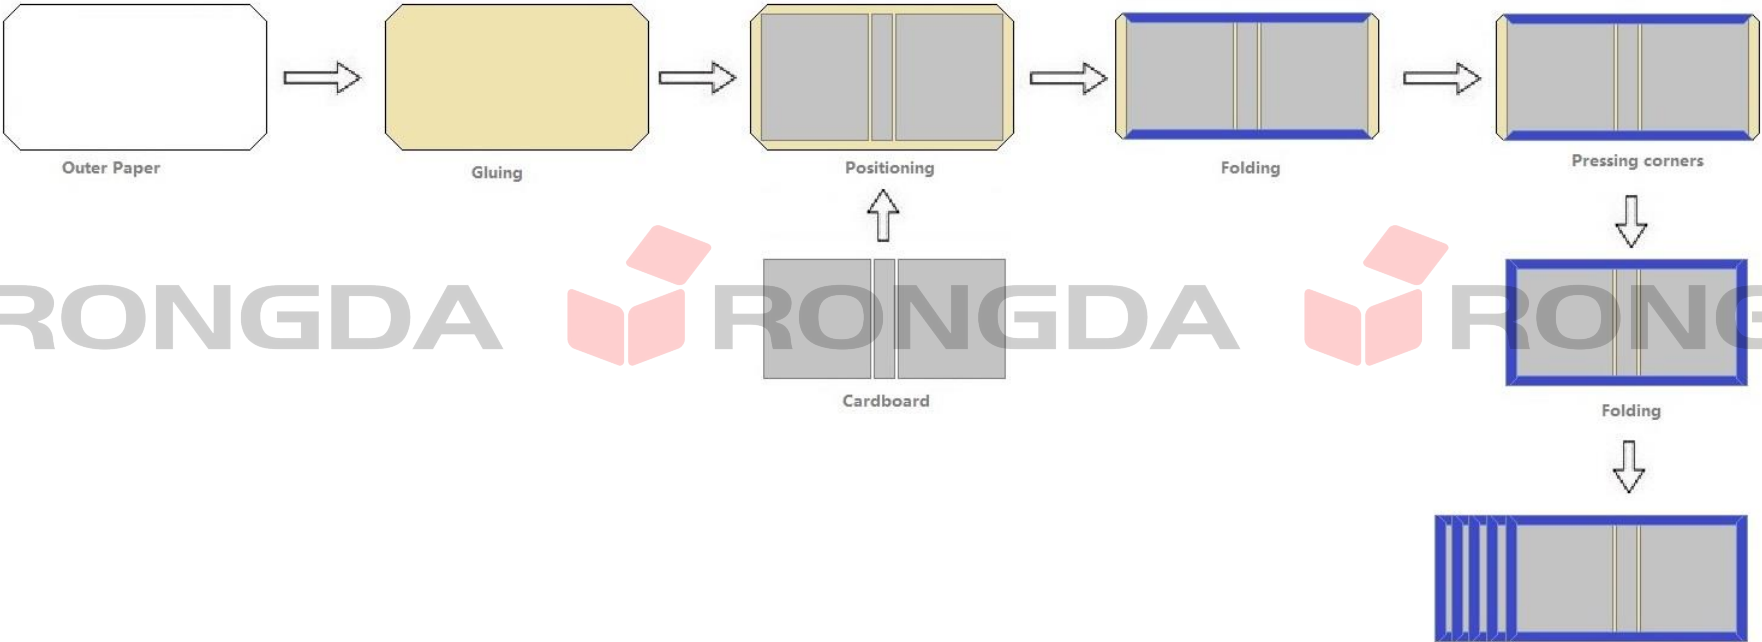 Outer Paper
Gluing
Positioning
Folding
Pressing corners
RONGDA
RONGDA
RONG
Cardboard
Folding